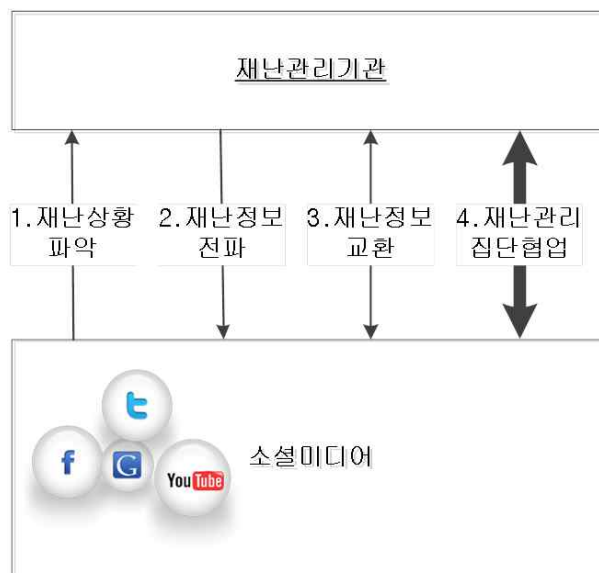 재난관리기관
1.재난상황
파악
2.재난정보
전파
3.재난정보
교환
4.재난관리
집단협업
t
f
G
YouTube
소셜미디어